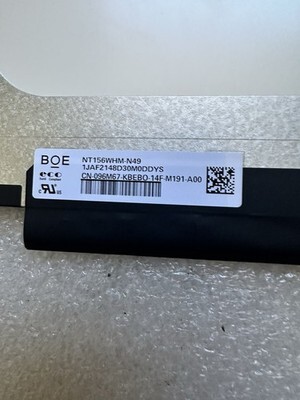 BOE
eco
NT156WHM-N49
1JAF2148D30M0DDYS
CN-096M67-KBEBO-14F-M191-A00